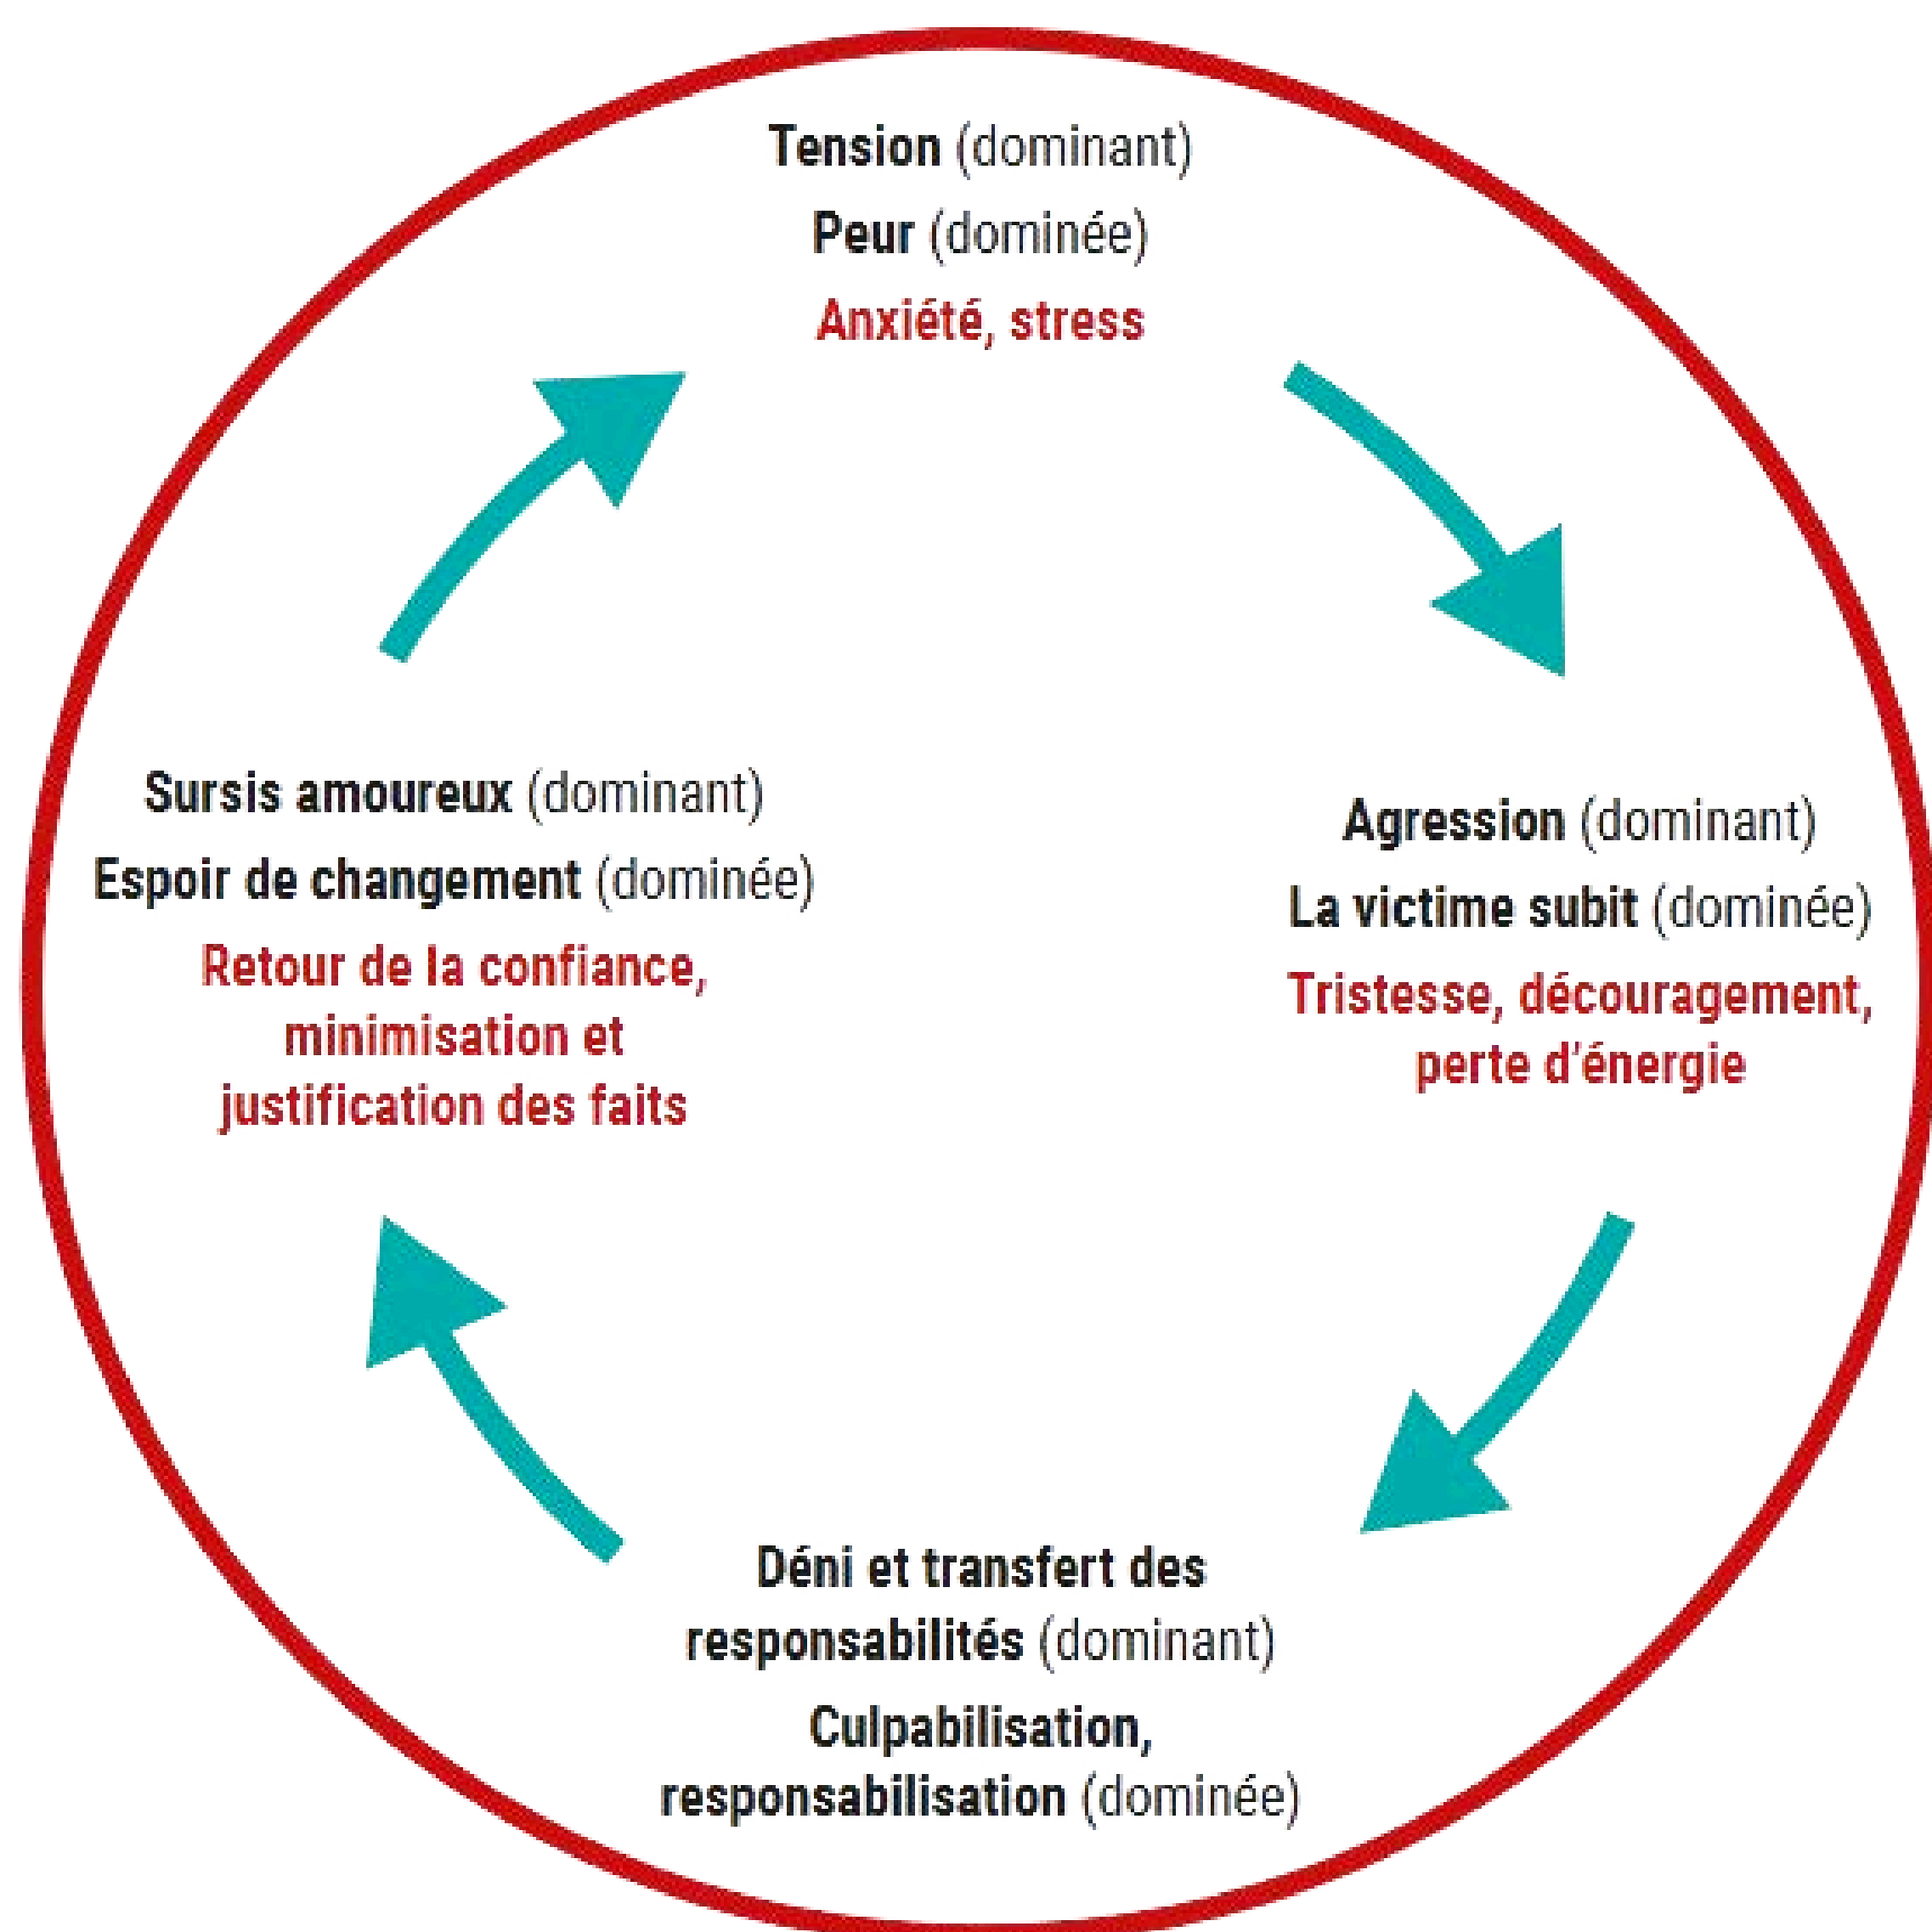 Tension (dominant)
Peur (dominée)
Anxiété, stress
Agression (dominant)
La victime subit (dominée)
Tristesse, découragement,
perte d'énergie
Déni et transfert des
responsabilités (dominant)
Culpabilisation,
responsabilisation (dominée)
Sursis amoureux (dominant)
Espoir de changement (dominée)
Retour de la confiance,
minimisation et
justification des faits